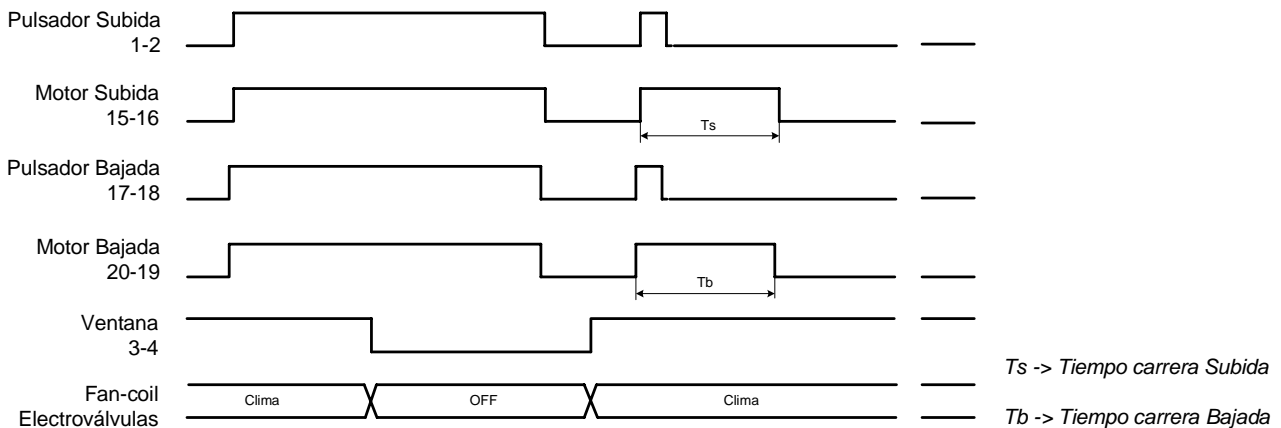 Pulsador Subida
1-2
Motor Subida
15-16
Ts
Pulsador Bajada
17-18
Motor Bajada
20-19
Tb
Ventana
3-4
Fan-coil
Electroválvulas
Clima
OFF
Clima
Ts -> Tiempo carrera Subida
Tb -> Tiempo carrera Bajada